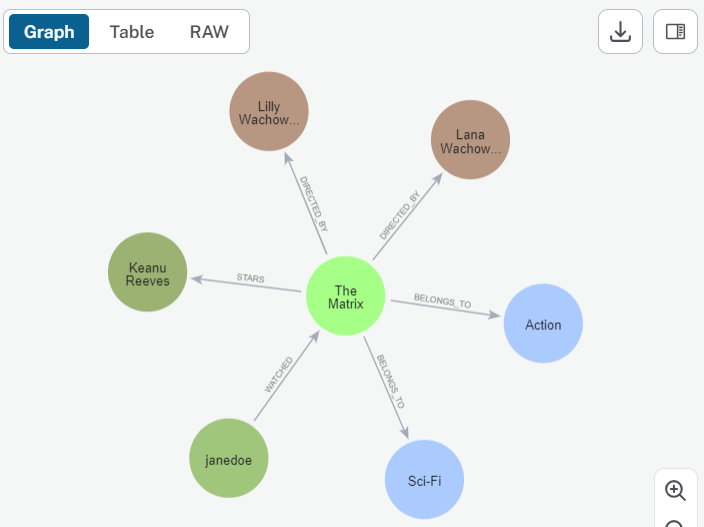 Graph Table RAW
Lilly
Wachow...
Lana
Wachow...
DIRECTED_BY
DIRECTED_BY
Keanu
Reeves
STARS
The
Matrix
BELONGS_TO
Action
WATCHED
BELONGS_TO
janedoe
Sci-Fi